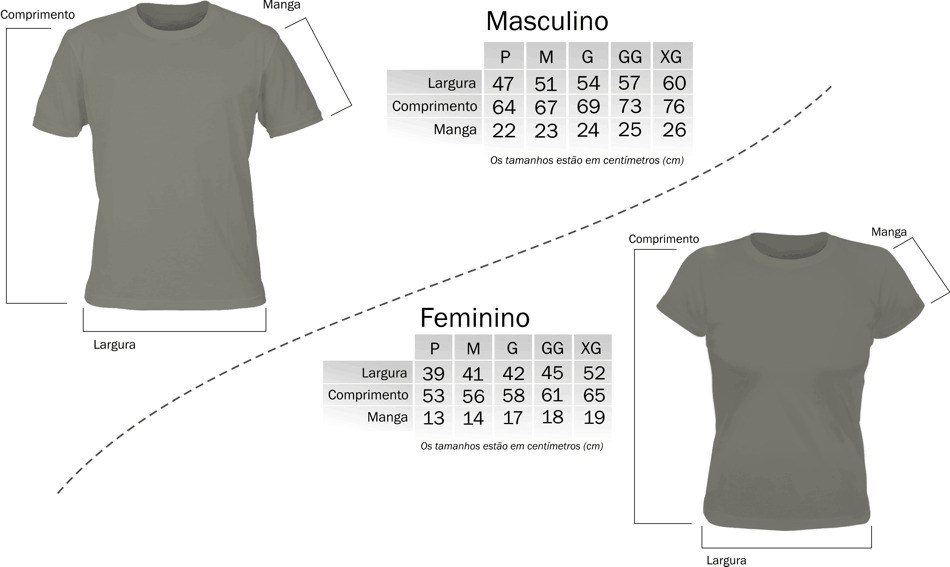 Comprimento
Manga
Largura
Masculino
P M G GG XG
Largura 47 51 54 57 60
Comprimento 64 67 69 73 76
Manga 22 23 24 25 26
Os tamanhos estão em centímetros (cm)
Feminino
P M G GG XG
Largura 39 41 42 45 52
Comprimento 53 56 58 61 65
Manga 13 14 17 18 19
Os tamanhos estão em centímetros (cm)
Comprimento
Manga
Largura